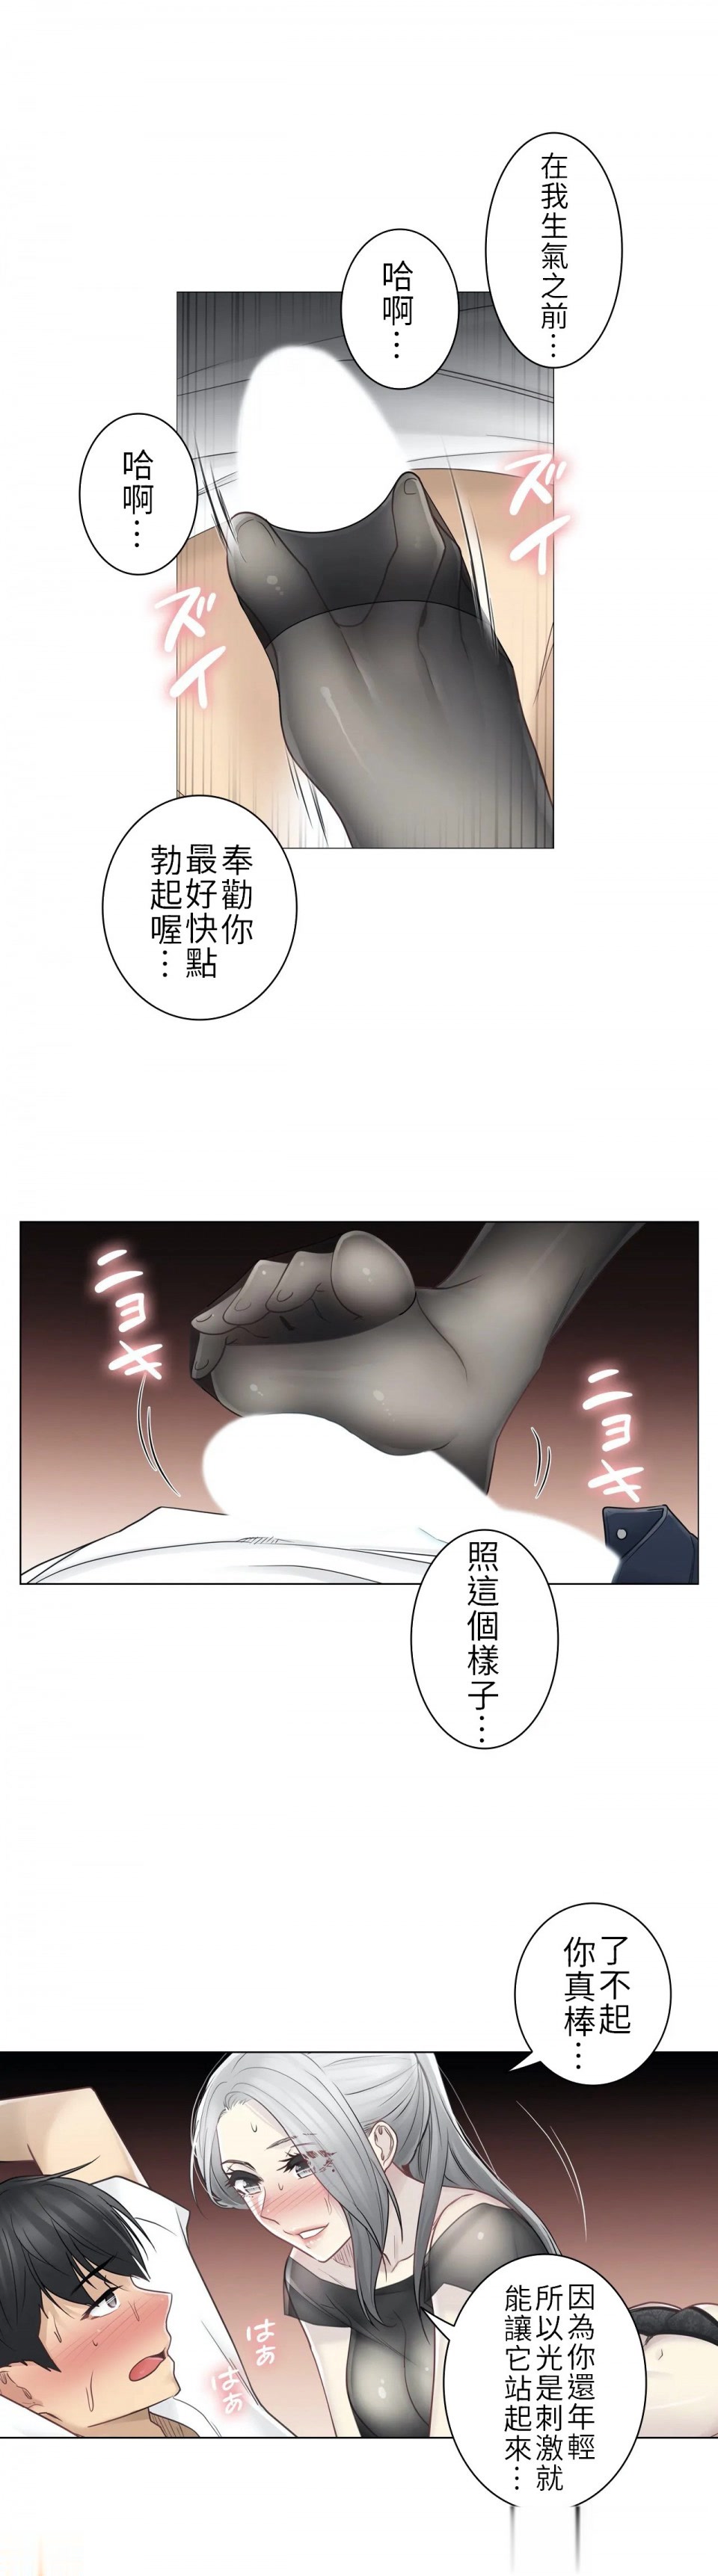 在我生氣之前…
哈啊…
哈啊…
ズイ
ズイ
奉勸你
最好快點
勃起喔…
ニョキ
ニョキ
照這個樣子…
了不起
你真棒…
はぁ
はぁ
因為你還年輕
所以光是刺激就
能讓它站起來…